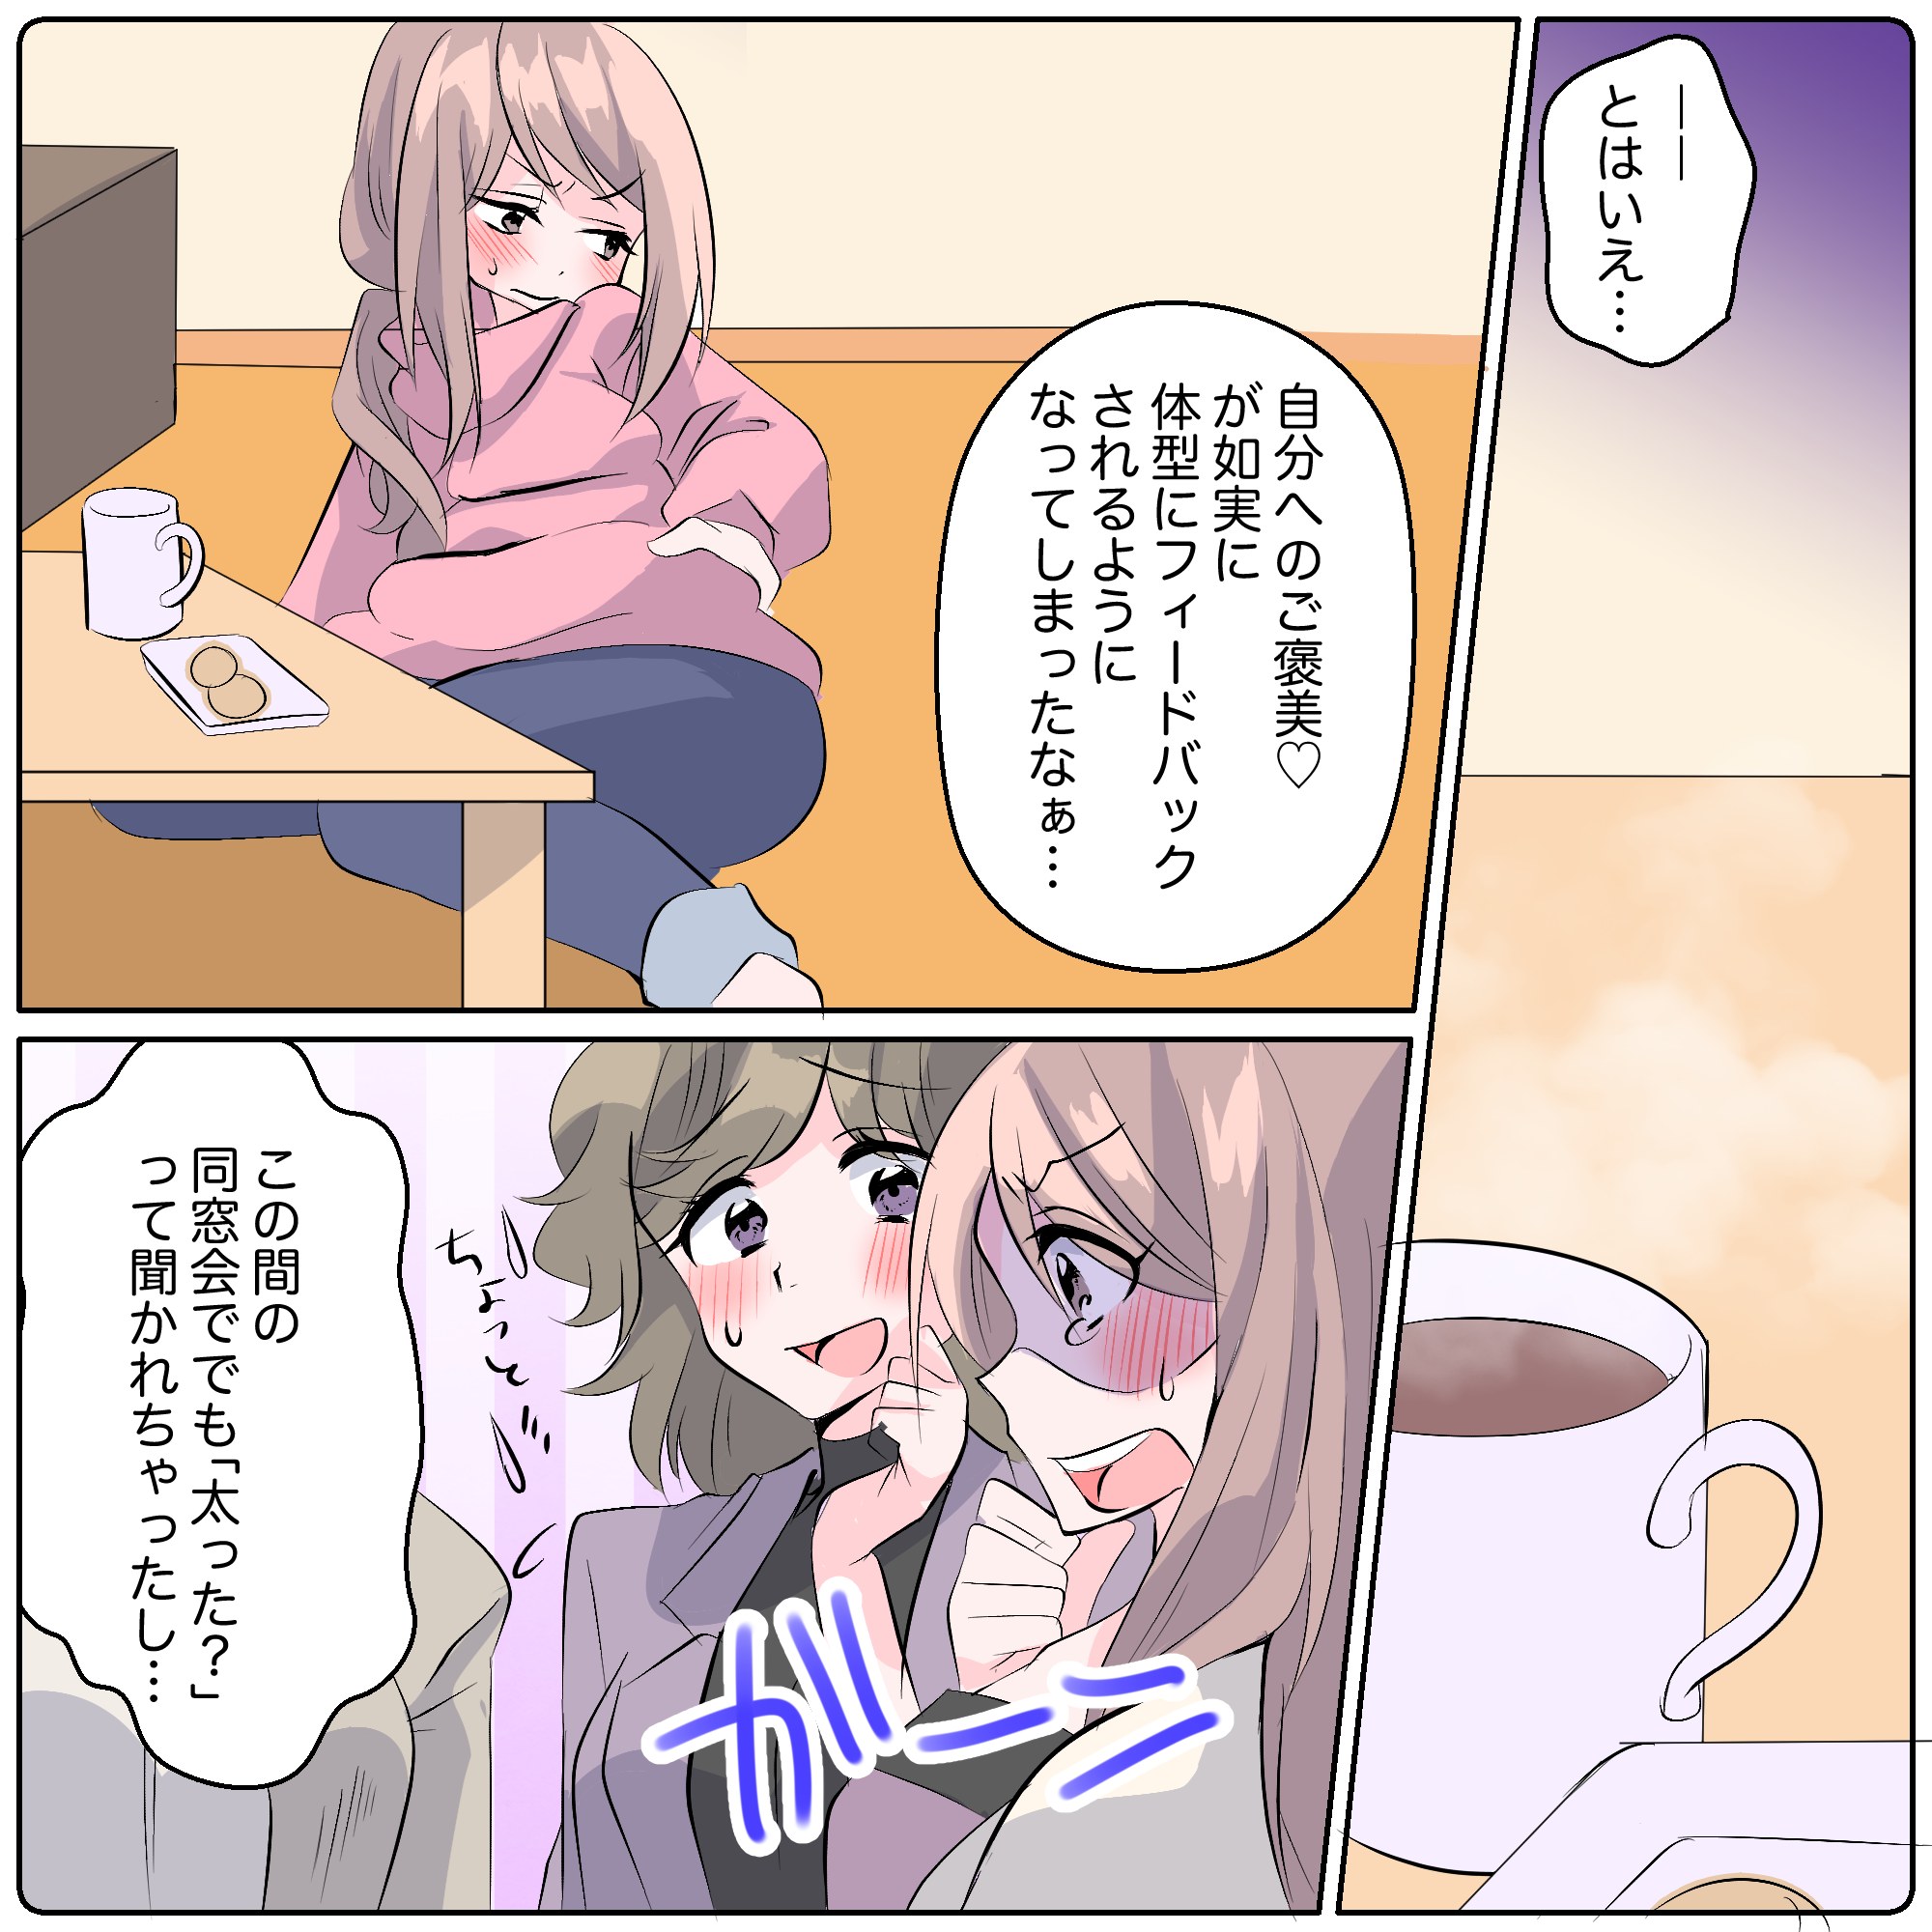 ――
とはいえ…
自分へのご褒美♡
が如実に
体型にフィードバック
されるように
なってしまったなぁ…
ちょっと…
ガーン
この間の
同窓会ででも「太った？」
って聞かれちゃったし…